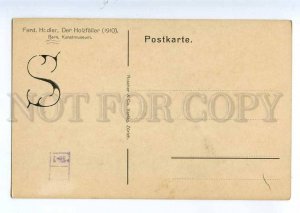 Ferd. Hodler, Der Holzfäller (1910).
Bern, Kunstmuseum.
Postkarte.
S
NOT FOR COPY